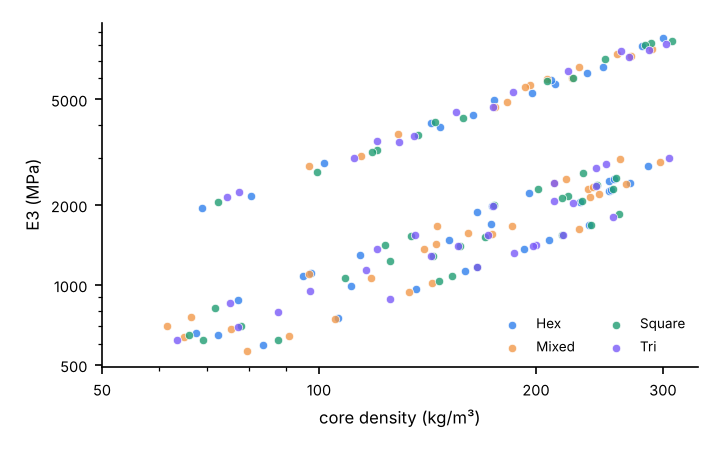 E3 (MPa)
5000
2000
1000
500
50
100
200
300
core density (kg/m³)
Hex
Square
Mixed
Tri